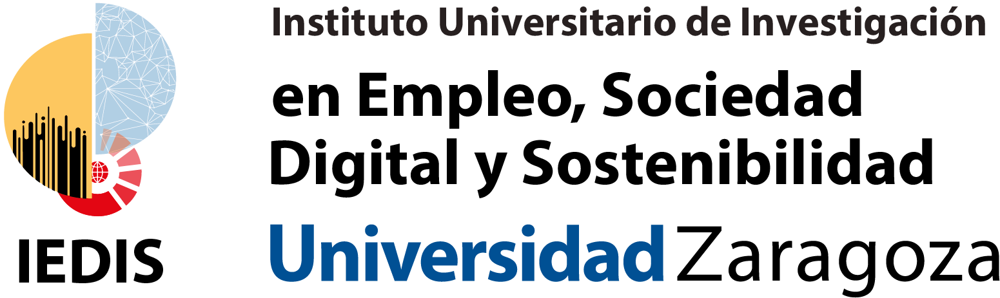 Instituto Universitario de Investigación
en Empleo, Sociedad
Digital y Sostenibilidad
Universidad Zaragoza
IEDIS